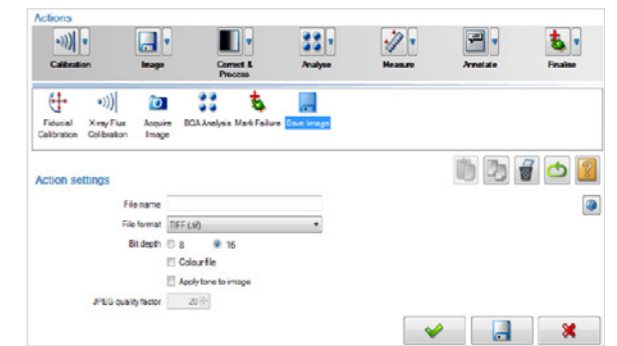 Actions
Calibration Image Correct & Process Analyse Measure Annotate Finalise
Fiducial Calibration X-ray Flux Calibration Acquire Image BGA Analysis Mark Failure Save Image
Action settings
File name
File format TIFF (.tif)
Bit depth 8 16
Colour file
Apply tone to image
JPEG quality factor 20